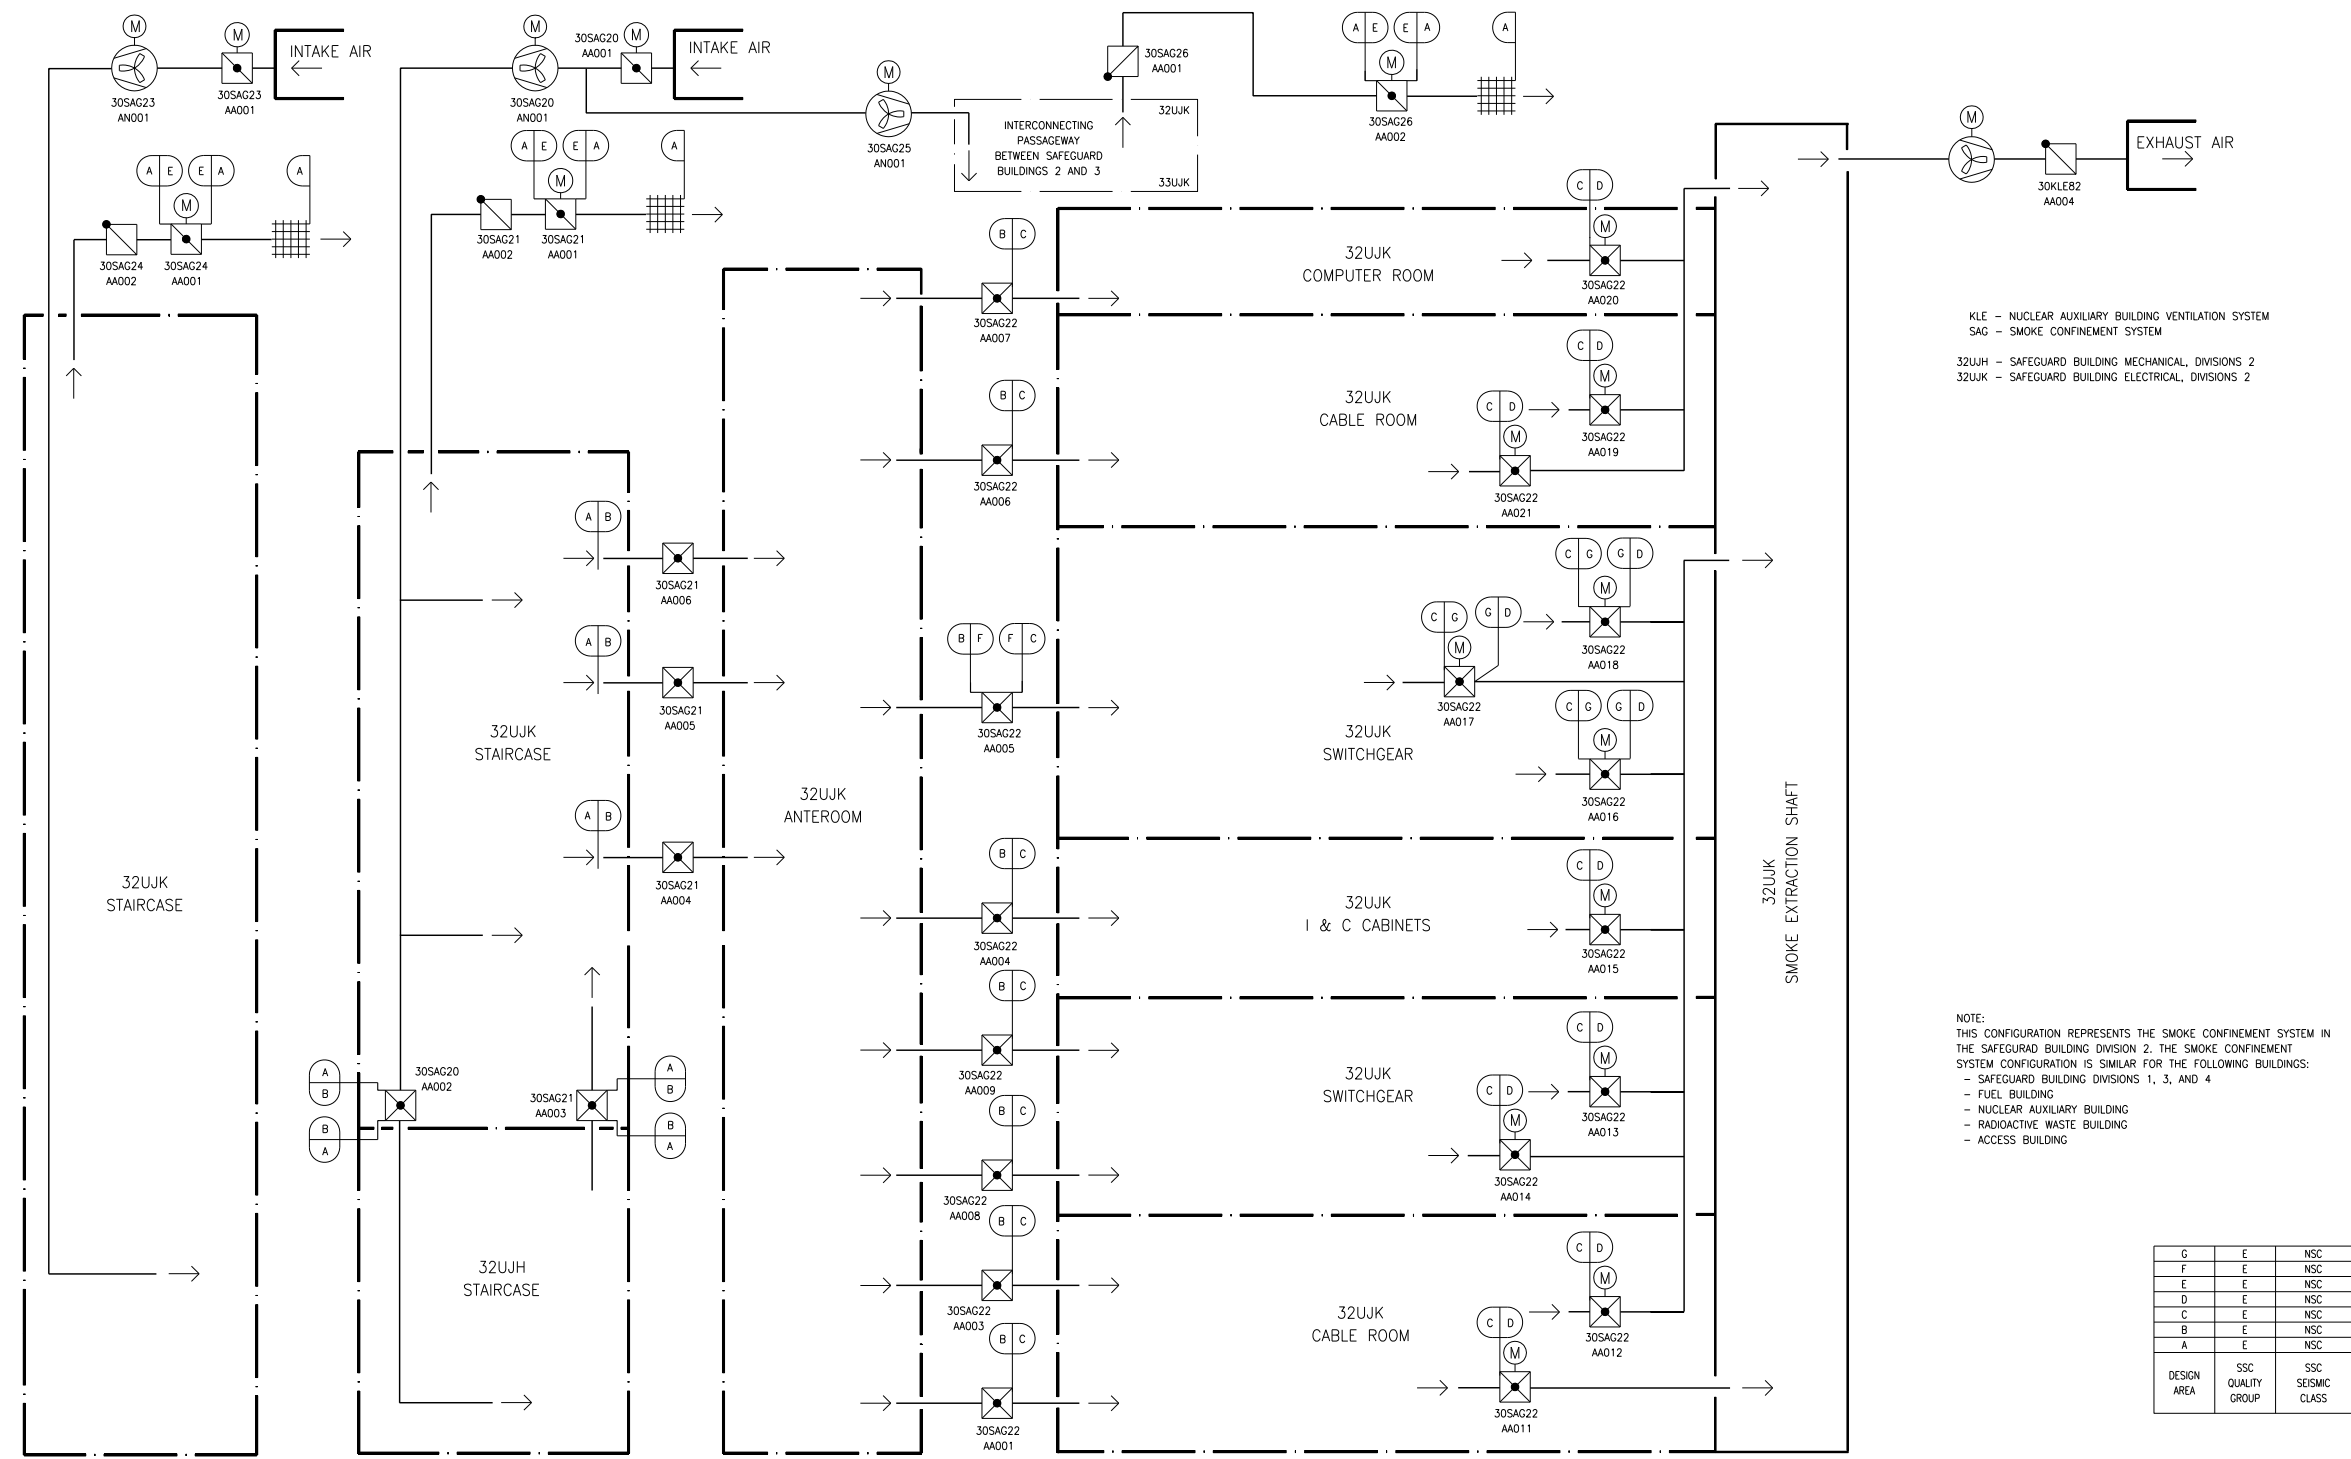 M
M
INTAKE AIR
30SAG23
AN001
30SAG23
AA001
A E
E A
A
M
30SAG24
AA002
30SAG24
AA001
32UJK
STAIRCASE
M
30SAG20
AA001
M
INTAKE AIR
30SAG20
AN001
A E
E A
A
M
30SAG21
AA002
30SAG21
AA001
M
30SAG25
AN001
INTERCONNECTING
PASSAGEWAY
BETWEEN SAFEGUARD
BUILDINGS 2 AND 3
32UJK
33UJK
30SAG26
AA001
A E
E A
A
M
30SAG26
AA002
M
EXHAUST AIR
30KLE82
AA004
A B
30SAG21
AA006
A B
30SAG21
AA005
32UJK
STAIRCASE
A B
30SAG21
AA004
A
B
B
A
30SAG20
AA002
30SAG21
AA003
A
B
B
A
32UJH
STAIRCASE
32UJK
ANTEROOM
B C
30SAG22
AA007
B C
30SAG22
AA006
B F
F C
30SAG22
AA005
B C
30SAG22
AA004
B C
30SAG22
AA009
B C
30SAG22
AA008
B C
30SAG22
AA003
B C
30SAG22
AA001
32UJK
COMPUTER ROOM
C D
M
30SAG22
AA020
32UJK
CABLE ROOM
C D
M
30SAG22
AA019
C D
M
30SAG22
AA021
C G
G D
M
30SAG22
AA018
C G
G D
M
30SAG22
AA017
32UJK
SWITCHGEAR
C G
G D
M
30SAG22
AA016
32UJK
I & C CABINETS
C D
M
30SAG22
AA015
32UJK
SWITCHGEAR
C D
M
30SAG22
AA013
C D
M
30SAG22
AA014
32UJK
CABLE ROOM
C D
M
30SAG22
AA012
C D
M
30SAG22
AA011
32UJK
SMOKE EXTRACTION SHAFT
KLE – NUCLEAR AUXILIARY BUILDING VENTILATION SYSTEM
SAG – SMOKE CONFINEMENT SYSTEM
32UJH – SAFEGUARD BUILDING MECHANICAL, DIVISIONS 2
32UJK – SAFEGUARD BUILDING ELECTRICAL, DIVISIONS 2
NOTE:
THIS CONFIGURATION REPRESENTS THE SMOKE CONFINEMENT SYSTEM IN
THE SAFEGURAD BUILDING DIVISION 2. THE SMOKE CONFINEMENT
SYSTEM CONFIGURATION IS SIMILAR FOR THE FOLLOWING BUILDINGS:
– SAFEGUARD BUILDING DIVISIONS 1, 3, AND 4
– FUEL BUILDING
– NUCLEAR AUXILIARY BUILDING
– RADIOACTIVE WASTE BUILDING
– ACCESS BUILDING
G E NSC
F E NSC
E E NSC
D E NSC
C E NSC
B E NSC
A E NSC
DESIGN
AREA
SSC
QUALITY
GROUP
SSC
SEISMIC
CLASS